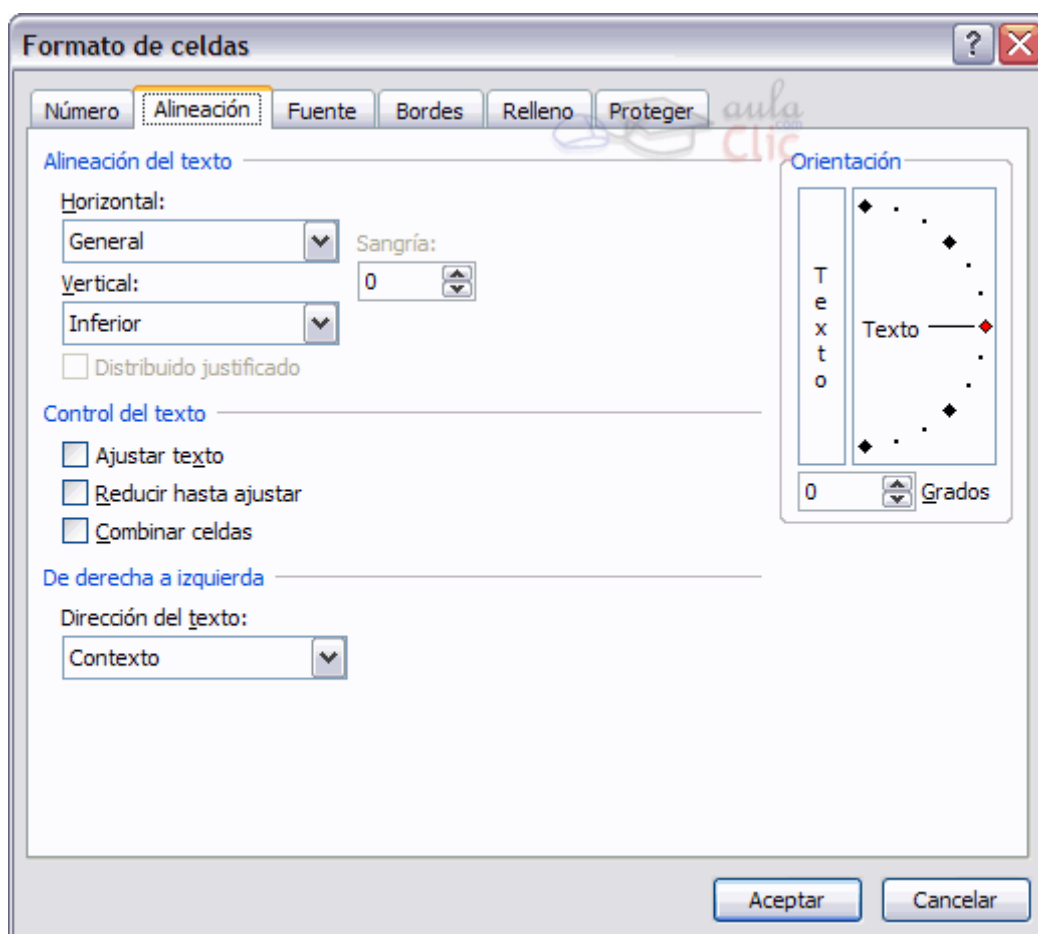 Formato de celdas
Número Alineación Fuente Bordes Relleno Proteger
aula
.com
Clic
Alineación del texto
Horizontal:
General
Sangría:
0
Vertical:
Inferior
Distribuido justificado
Control del texto
Ajustar texto
Reducir hasta ajustar
Combinar celdas
De derecha a izquierda
Dirección del texto:
Contexto
Orientación
Texto
Texto
0 Grados
Aceptar Cancelar